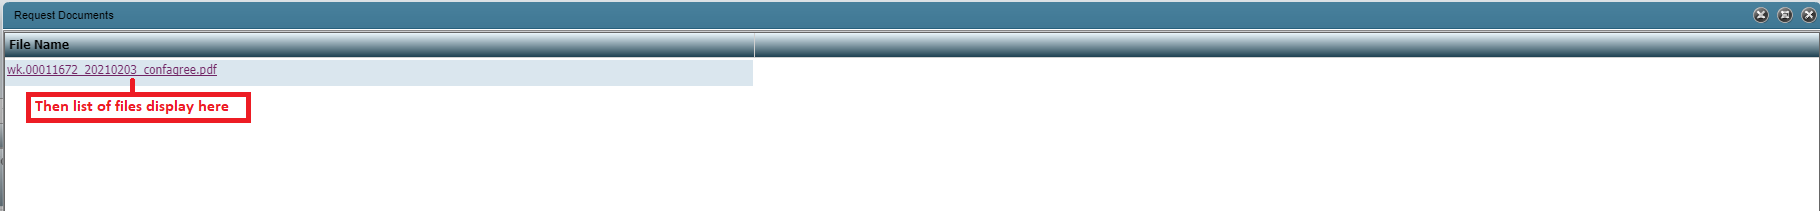 Request Documents
File Name
wk.00011672_20210203_confagree.pdf
Then list of files display here